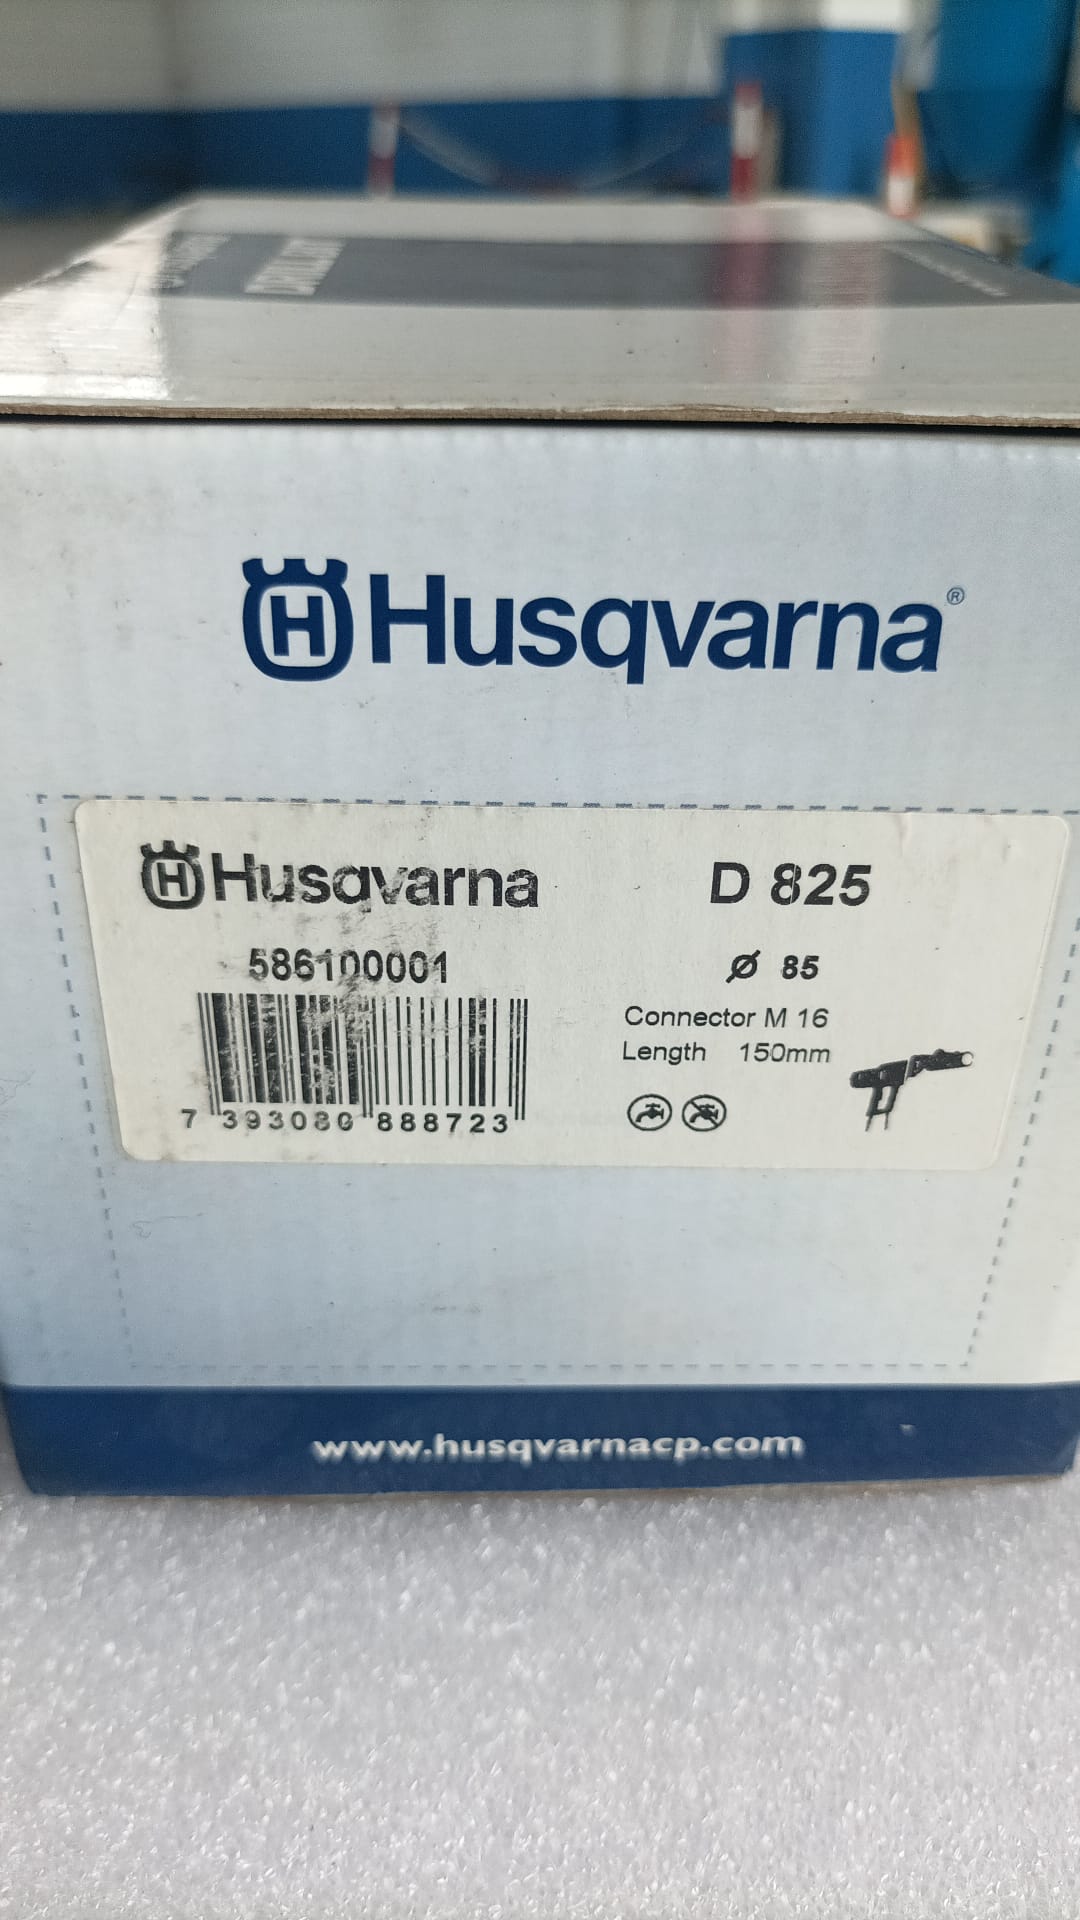 Husqvarna®
Husqvarna
D 825
586100001
Ø 85
Connector M 16
Length 150mm
7 393080 888723
www.husqvarnacp.com